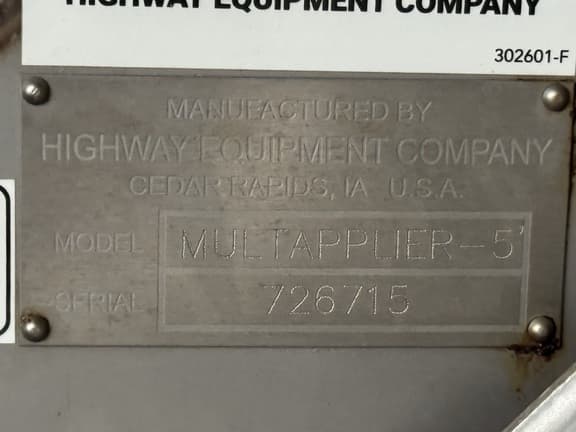 HIGHWAY EQUIPMENT COMPANY
302601-F
MANUFACTURED BY
HIGHWAY EQUIPMENT COMPANY
CEDAR RAPIDS, IA U.S.A.
MODEL MULTAPPLIER-5'
SERIAL 726715